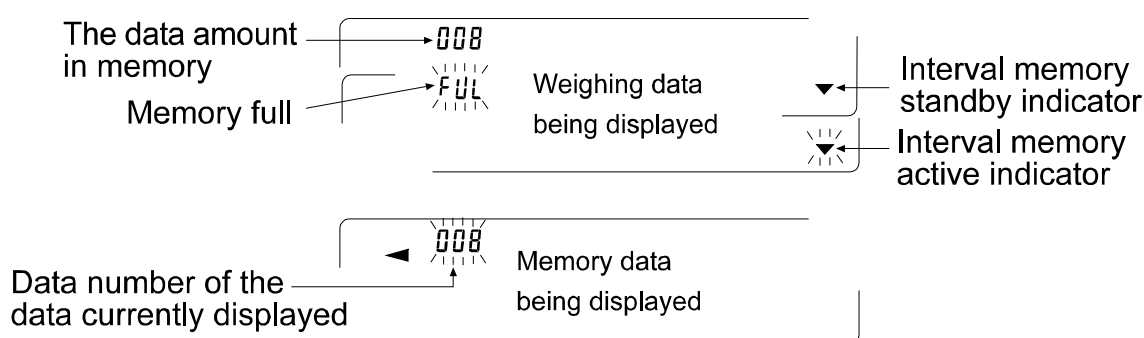 The data amount
in memory
008
Memory full
FUL
Weighing data
being displayed
Interval memory
standby indicator
Interval memory
active indicator
008
Data number of the
data currently displayed
Memory data
being displayed